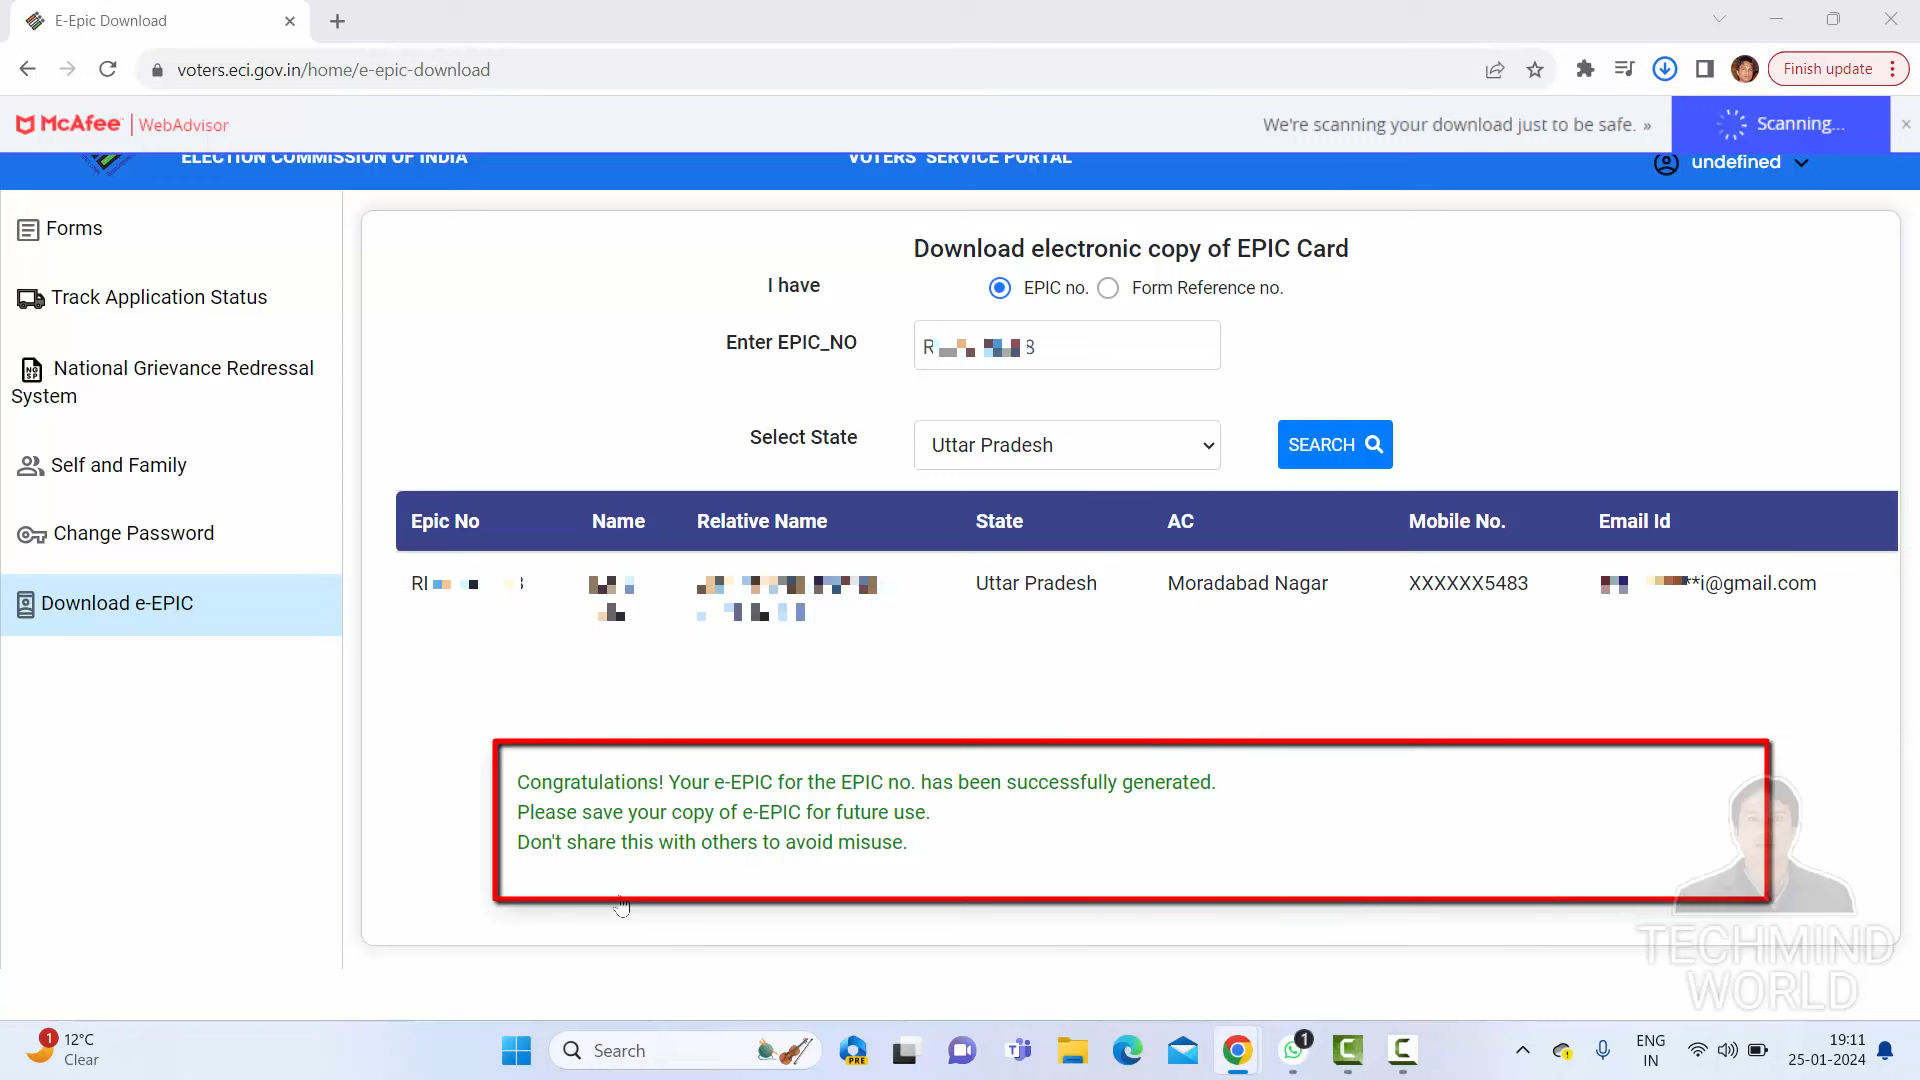 E-Epic Download
voters.eci.gov.in/home/e-epic-download
Finish update
McAfee | WebAdvisor
We're scanning your download just to be safe. »
Scanning...
ELECTION COMMISSION OF INDIA
VOTERS' SERVICE PORTAL
undefined
Forms
Track Application Status
National Grievance Redressal
System
Self and Family
Change Password
Download e-EPIC
Download electronic copy of EPIC Card
I have
EPIC no.
Form Reference no.
Enter EPIC_NO
R 8
Select State
Uttar Pradesh
SEARCH
Epic No Name Relative Name State AC Mobile No. Email Id
Uttar Pradesh Moradabad Nagar XXXXXX5483 **i@gmail.com
Congratulations! Your e-EPIC for the EPIC no. has been successfully generated.
Please save your copy of e-EPIC for future use.
Don't share this with others to avoid misuse.
TECHMIND
WORLD
1
12°C
Clear
Search
PRE
1
ENG
IN
19:11
25-01-2024